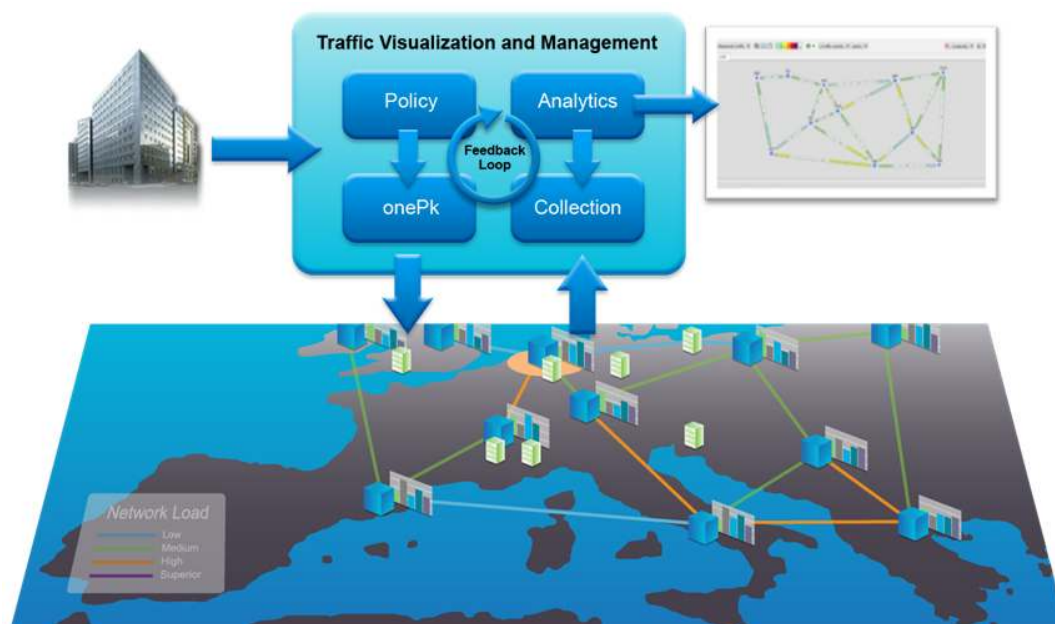 Traffic Visualization and Management
Policy
Analytics
Feedback
Loop
onePk
Collection
Network Load
Low
Medium
High
Superior